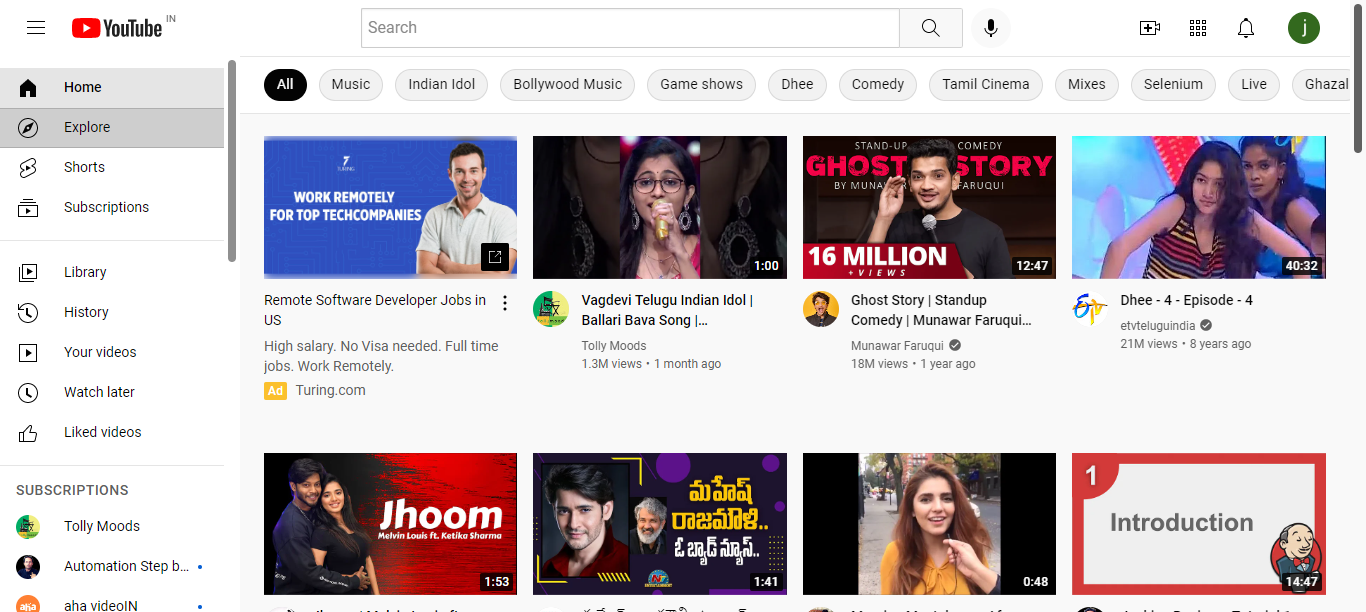 YouTube IN
Search
j
Home
Explore
Shorts
Subscriptions
Library
History
Your videos
Watch later
Liked videos
SUBSCRIPTIONS
Tolly Moods
Automation Step b...
aha videoIN
All
Music
Indian Idol
Bollywood Music
Game shows
Dhee
Comedy
Tamil Cinema
Mixes
Selenium
Live
Ghazal
TURING
WORK REMOTELY
FOR TOP TECHCOMPANIES
Remote Software Developer Jobs in
US
High salary. No Visa needed. Full time
jobs. Work Remotely.
Ad Turing.com
1:00
Vagdevi Telugu Indian Idol |
Ballari Bava Song |...
Tolly Moods
1.3M views • 1 month ago
STAND-UP COMEDY
GHOST STORY
BY MUNAWAR FARUQUI
16 MILLION
+ VIEWS
12:47
Ghost Story | Standup
Comedy | Munawar Faruqui...
Munawar Faruqui
18M views • 1 year ago
40:32
Dhee - 4 - Episode - 4
etvteluguindia
21M views • 8 years ago
Jhoom
Melvin Louis ft. Ketika Sharma
1:53
మహేష్
రాజమౌళి..
ఓ బ్యాడ్ న్యూస్..
NTV
ENTERTAINMENT
1:41
0:48
1
Introduction
14:47